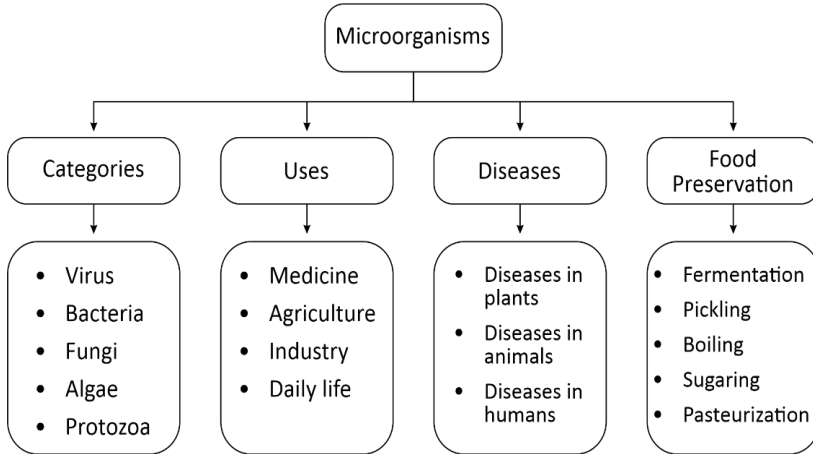 Microorganisms
Categories
Uses
Diseases
Food
Preservation
• Virus
• Bacteria
• Fungi
• Algae
• Protozoa
• Medicine
• Agriculture
• Industry
• Daily life
• Diseases in
plants
• Diseases in
animals
• Diseases in
humans
• Fermentation
• Pickling
• Boiling
• Sugaring
• Pasteurization